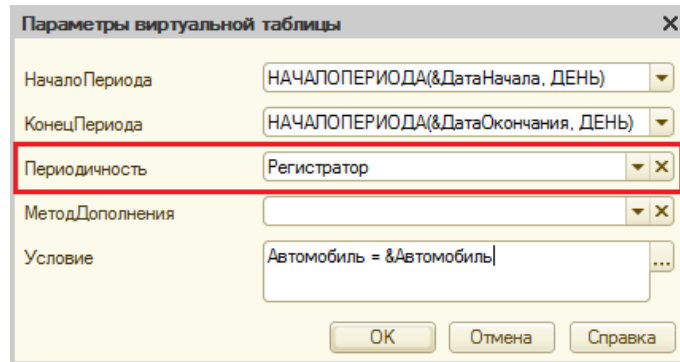 Параметры виртуальной таблицы
НачалоПериода НАЧАЛОПЕРИОДА(&ДатаНачала, ДЕНЬ)
КонецПериода НАЧАЛОПЕРИОДА(&ДатаОкончания, ДЕНЬ)
Периодичность Регистратор
МетодДополнения
Условие Автомобиль = &Автомобиль
...
OK Отмена Справка